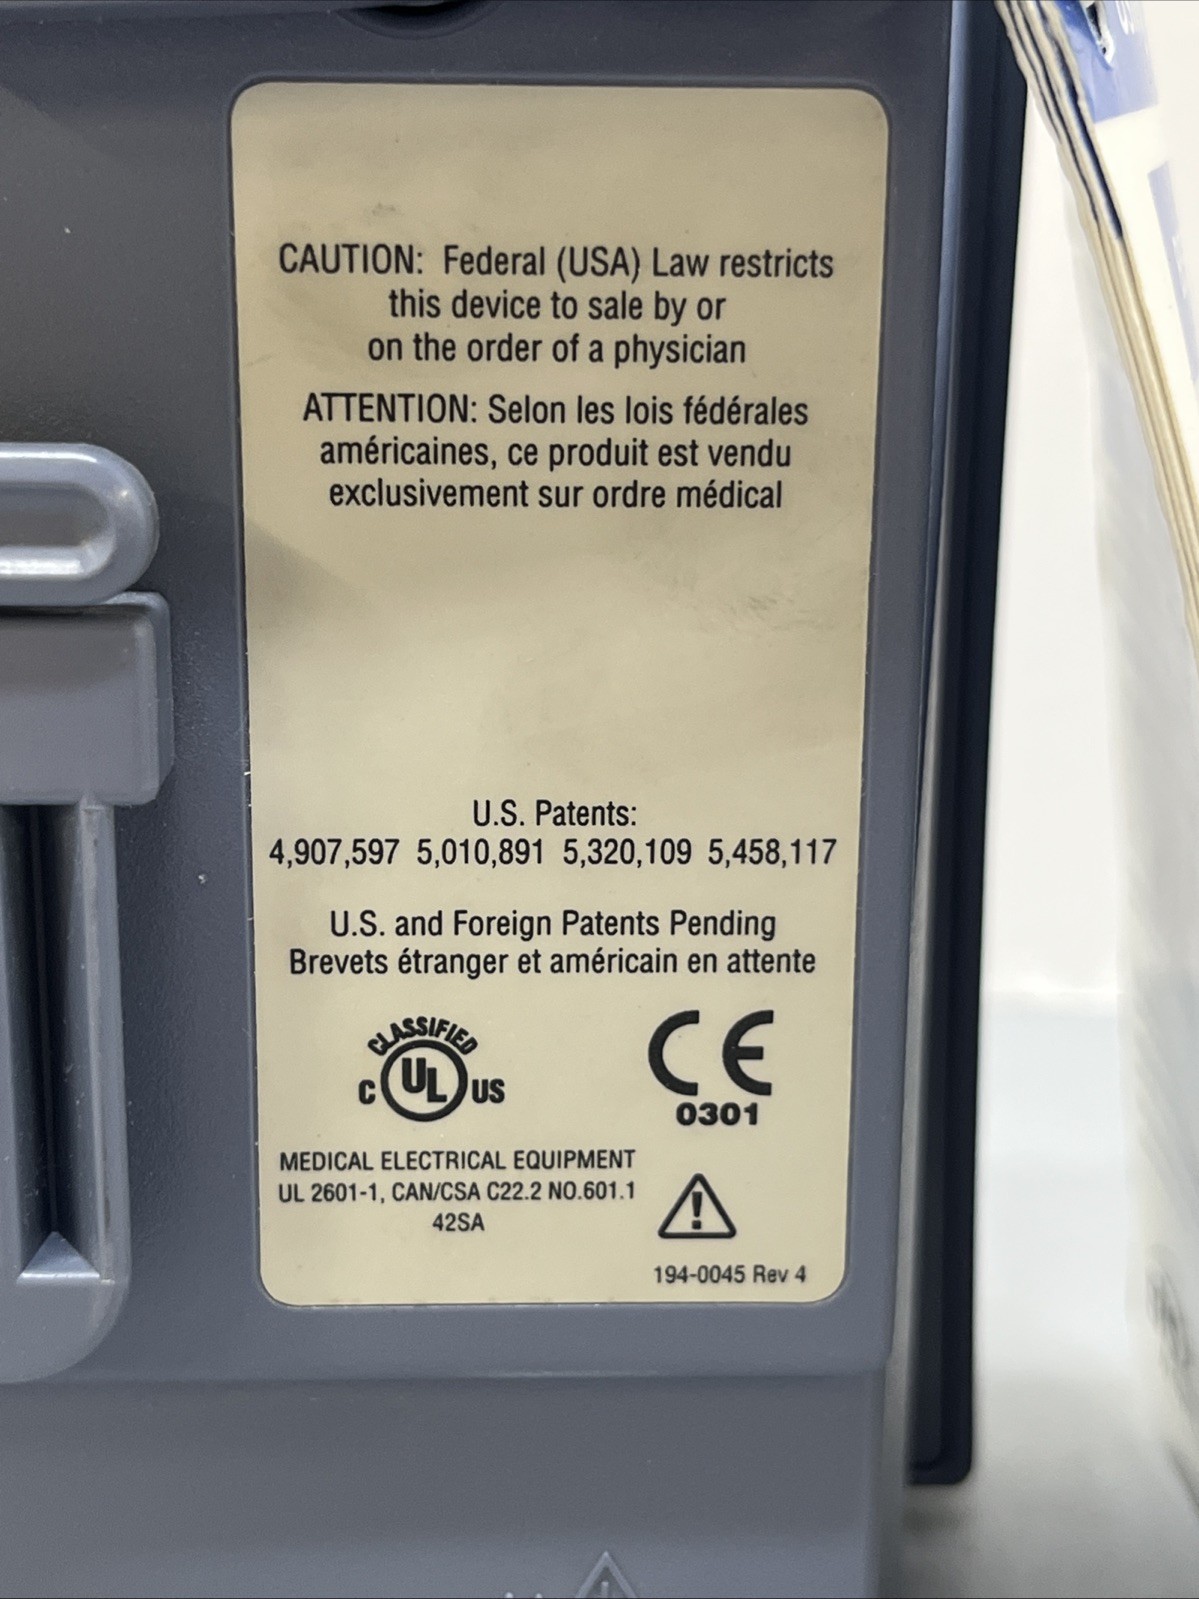 CAUTION: Federal (USA) Law restricts
this device to sale by or
on the order of a physician
ATTENTION: Selon les lois fédérales
américaines, ce produit est vendu
exclusivement sur ordre médical
U.S. Patents:
4,907,597 5,010,891 5,320,109 5,458,117
U.S. and Foreign Patents Pending
Brevets étranger et américain en attente
CLASSIFIED
C UL US
CE
0301
MEDICAL ELECTRICAL EQUIPMENT
UL 2601-1, CAN/CSA C22.2 NO.601.1
42SA
!
194-0045 Rev 4